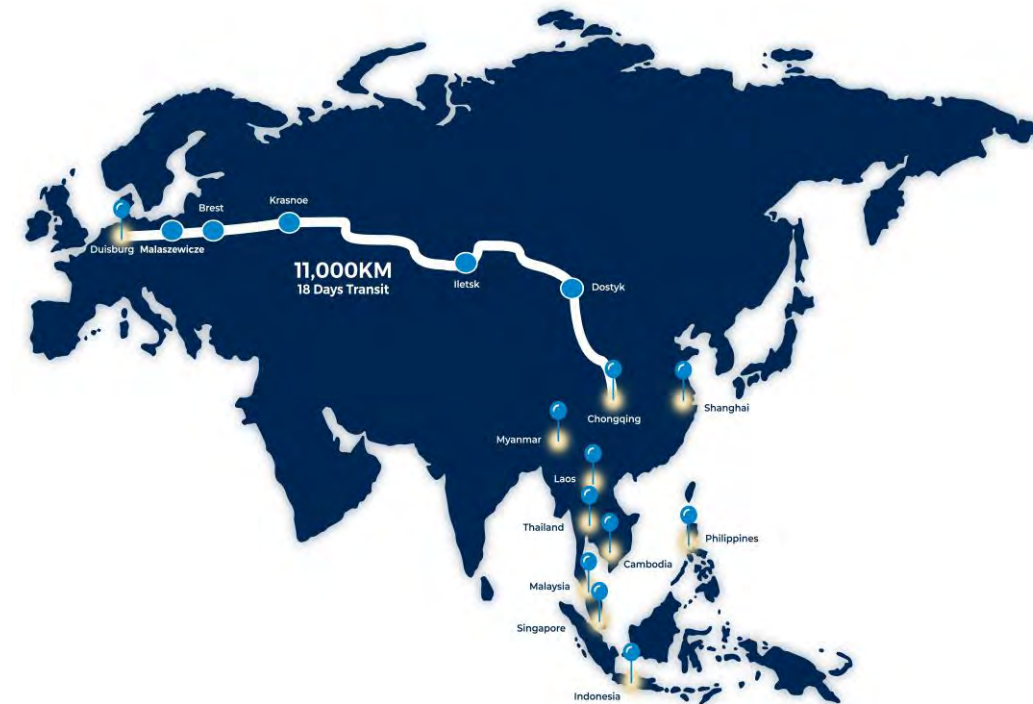 Brest
Krasnoe
Duisburg
Malaszewicze
11,000KM
18 Days Transit
Iletsk
Dostyk
Chongqing
Shanghai
Myanmar
Laos
Thailand
Philippines
Cambodia
Malaysia
Singapore
Indonesia